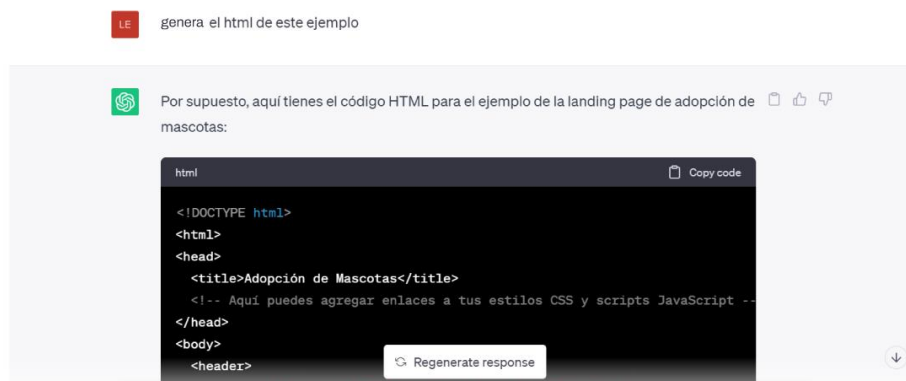 LE
genera el html de este ejemplo
Por supuesto, aquí tienes el código HTML para el ejemplo de la landing page de adopción de
mascotas:
html
Copy code
<!DOCTYPE html>
<html>
<head>
<title>Adopción de Mascotas</title>
<!-- Aquí puedes agregar enlaces a tus estilos CSS y scripts JavaScript --
</head>
<body>
<header>
Regenerate response